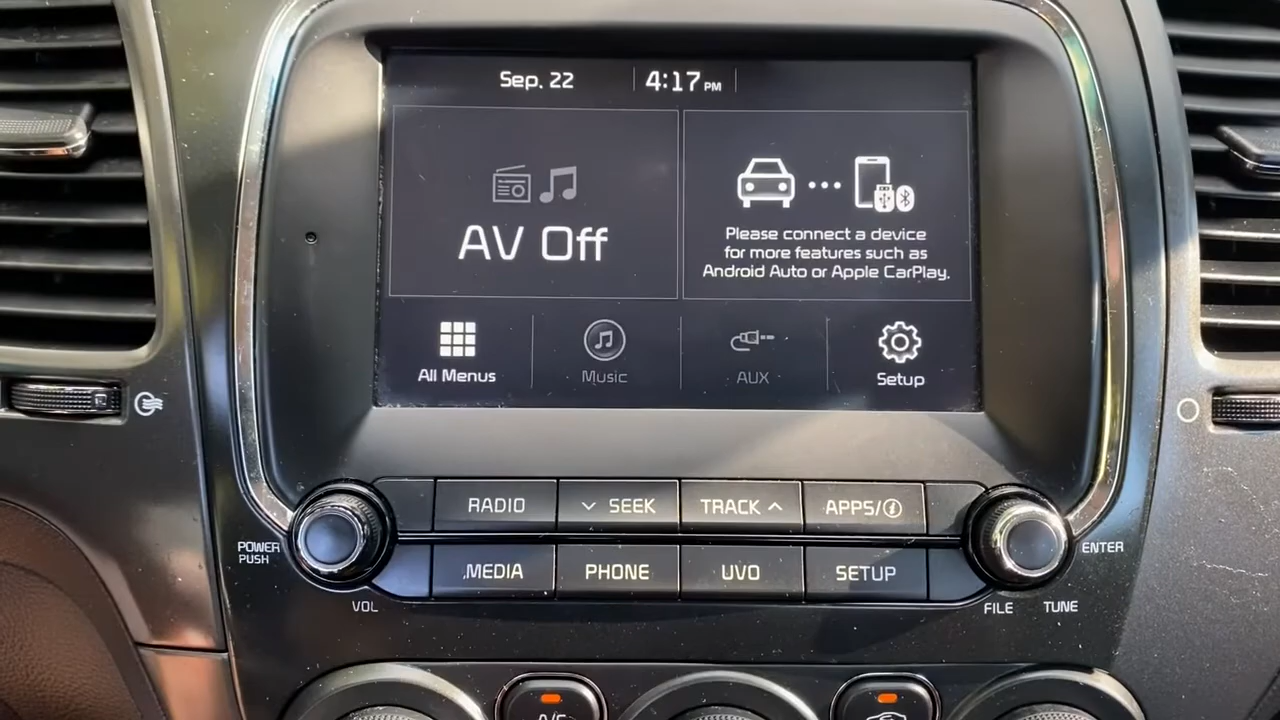 Sep. 22
4:17 PM
AV Off
Please connect a device
for more features such as
Android Auto or Apple CarPlay.
All Menus
Music
AUX
Setup
RADIO
SEEK
TRACK
APPS/
POWER
PUSH
MEDIA
PHONE
UVO
SETUP
ENTER
VOL
FILE
TUNE